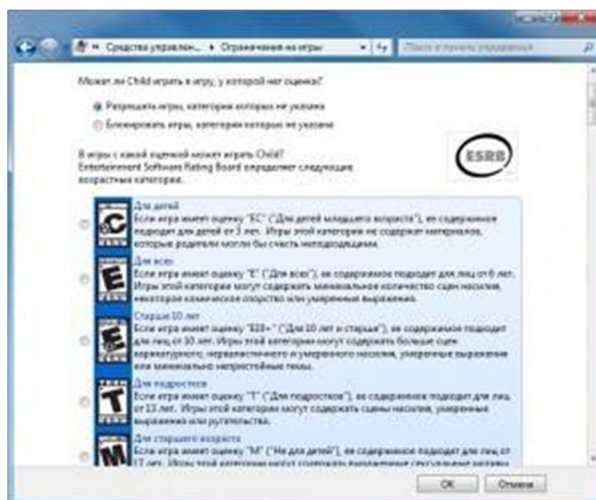 Средства управлен... Ограничения на игры
Поиск в панели управления
Может ли Child играть в игру, у которой нет оценки?
Разрешить игры, категория которых не указана
Блокировать игры, категория которых не указана
В игры с какой оценкой может играть Child?
Entertainment Software Rating Board определяет следующие
возрастные категории.
ESRB
Для детей
Если игра имеет оценку "EC" ("Для детей младшего возраста"), ее содержимое
подходит для детей от 3 лет. Игры этой категории не содержат материалов,
которые родители могли бы счесть неподходящими.
eC
Для всех
Если игра имеет оценку "E" ("Для всех"), ее содержимое подходит для лиц от 6 лет.
Игры этой категории могут содержать минимальное количество сцен насилия,
некоторое комическое озорство или умеренные выражения.
E
Старше 10 лет
Если игра имеет оценку "E10+" ("Для 10 лет и старше"), ее содержимое подходит
для лиц от 10 лет. Игры этой категории могут содержать больше сцен
карикатурного, нереалистичного и умеренного насилия, умеренные выражения
или минимально непристойные темы.
E
Для подростков
Если игра имеет оценку "T" ("Для подростков"), ее содержимое подходит для лиц
от 13 лет. Игры этой категории могут содержать сцены насилия, умеренные
выражения или ругательства.
T
Для старшего возраста
Если игра имеет оценку "M" ("Не для детей"), ее содержимое подходит для лиц от
17 лет. Игры этой категории могут содержать выраженные сексуальные мотивы,
M
OK
Отмена